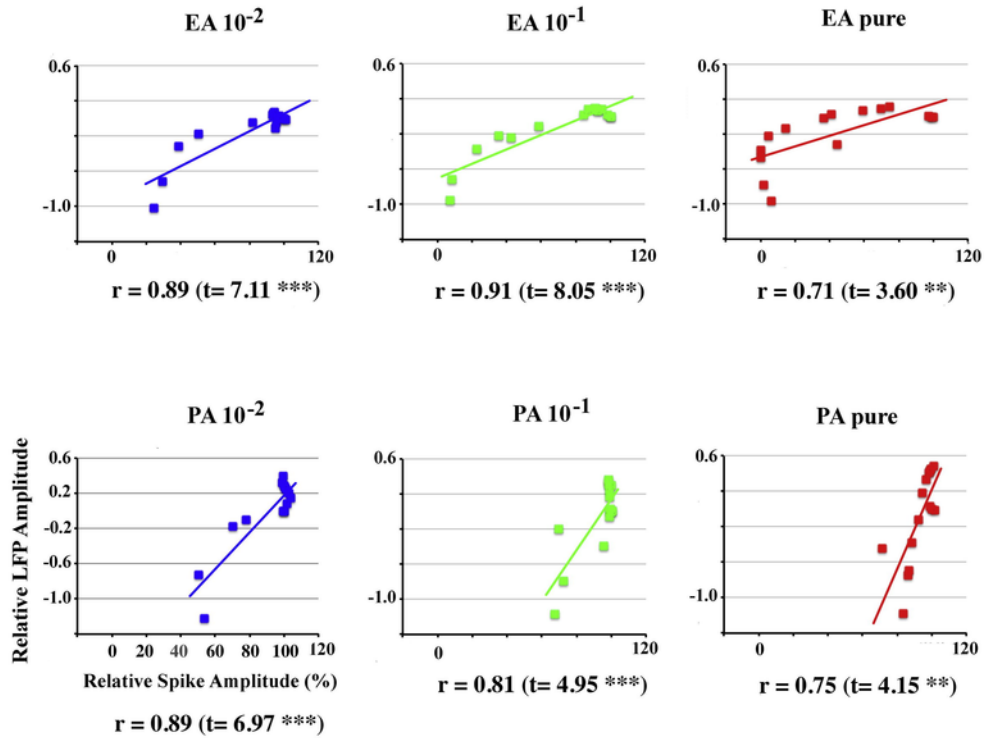 EA 10-2
EA 10-1
EA pure
0.6
0.6
0.6
-1.0
-1.0
-1.0
0 120
0 120
0 120
r = 0.89 (t= 7.11 ***)
r = 0.91 (t= 8.05 ***)
r = 0.71 (t= 3.60 **)
PA 10-2
PA 10-1
PA pure
Relative LFP Amplitude
0.6
0.2
-0.2
-0.6
-1.0
0.6
-1.0
0.6
-1.0
0 20 40 60 80 100 120
0 120
0 120
Relative Spike Amplitude (%)
r = 0.89 (t= 6.97 ***)
r = 0.81 (t= 4.95 ***)
r = 0.75 (t= 4.15 **)